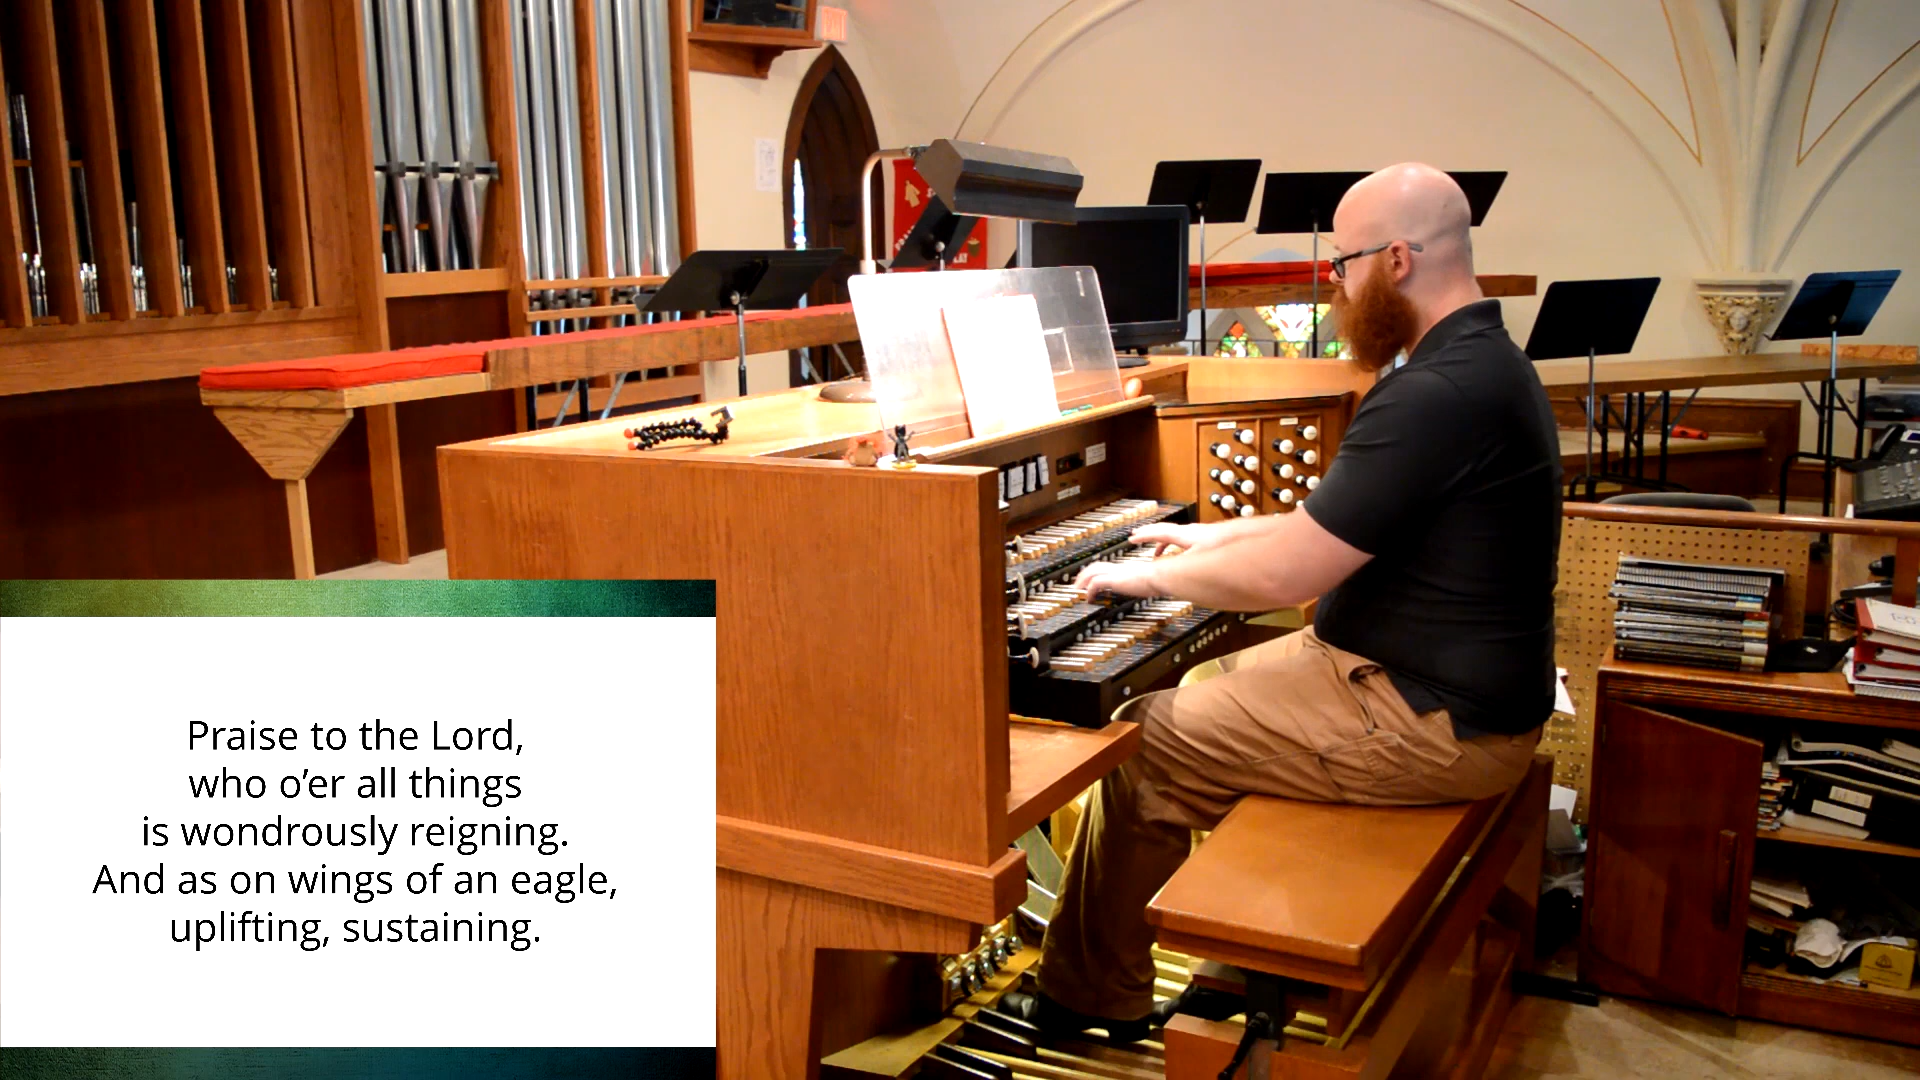 EXIT
Praise to the Lord,
who o’er all things
is wondrously reigning.
And as on wings of an eagle,
uplifting, sustaining.